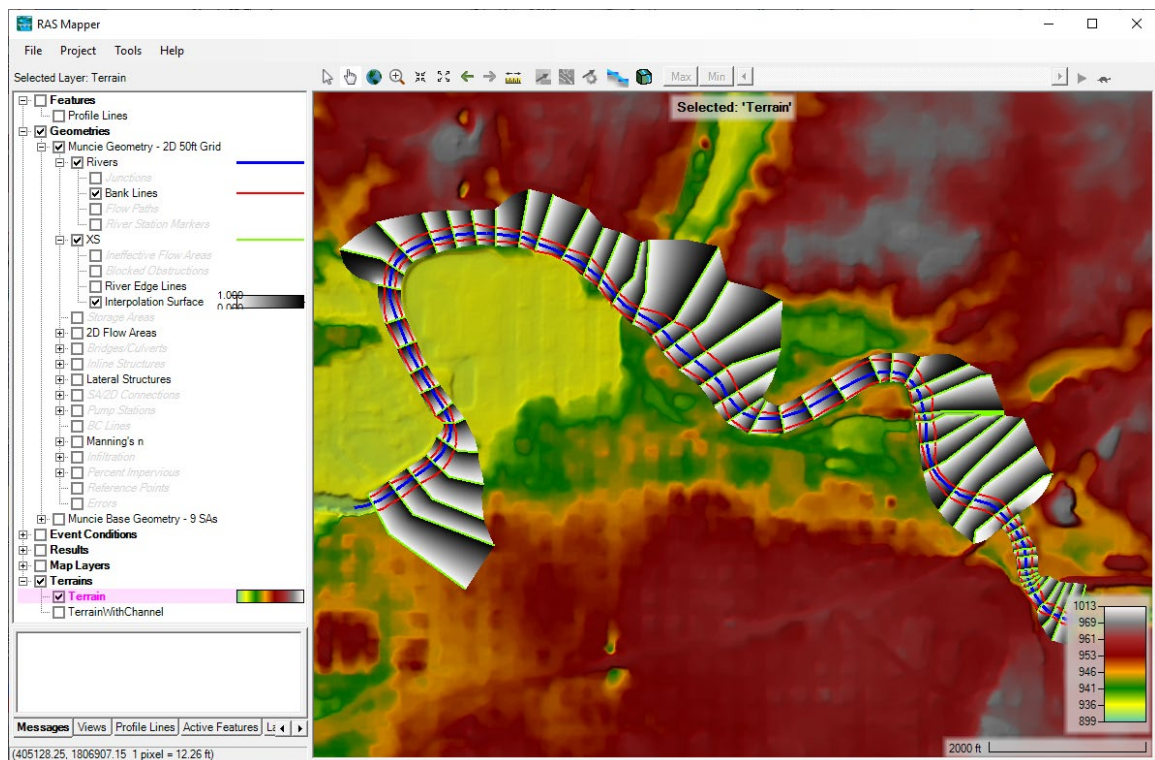 RAS Mapper
File Project Tools Help
Selected Layer: Terrain
Max Min
Features
Profile Lines
Geometries
Muncie Geometry - 2D 50ft Grid
Rivers
Junctions
Bank Lines
Flow Paths
River Station Markers
XS
Ineffective Flow Areas
Blocked Obstructions
River Edge Lines
Interpolation Surface
1.000
0.000
Storage Areas
2D Flow Areas
Bridges/Culverts
Inline Structures
Lateral Structures
SA/2D Connections
Pump Stations
BC Lines
Manning's n
Infiltration
Percent Impervious
Reference Points
Errors
Muncie Base Geometry - 9 SAs
Event Conditions
Results
Map Layers
Terrains
Terrain
TerrainWithChannel
Messages Views Profile Lines Active Features
(405128.25, 1806907.15 1 pixel = 12.26 ft)
Selected: 'Terrain'
1013
969
961
953
946
941
936
899
2000 ft